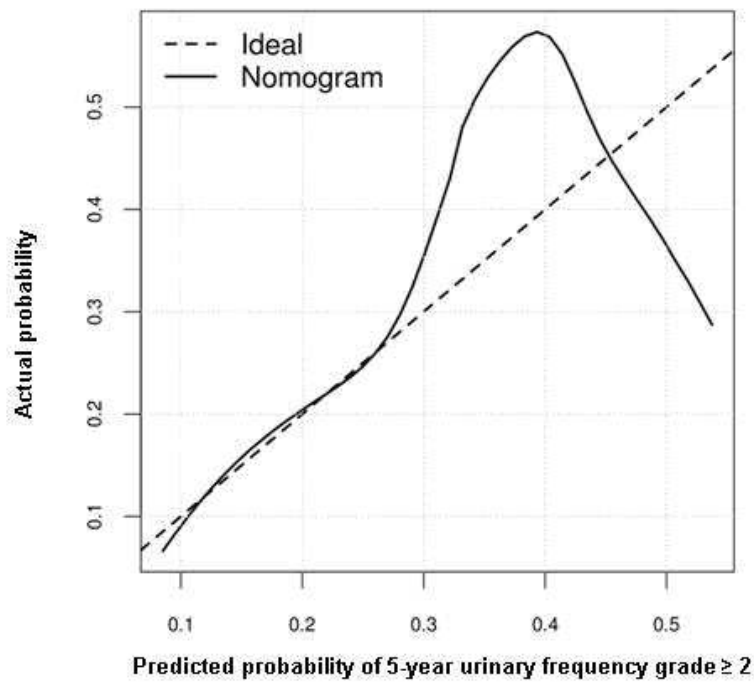 Ideal
Nomogram
0.5
0.4
0.3
0.2
0.1
Actual probability
0.1 0.2 0.3 0.4 0.5
Predicted probability of 5-year urinary frequency grade ≥ 2